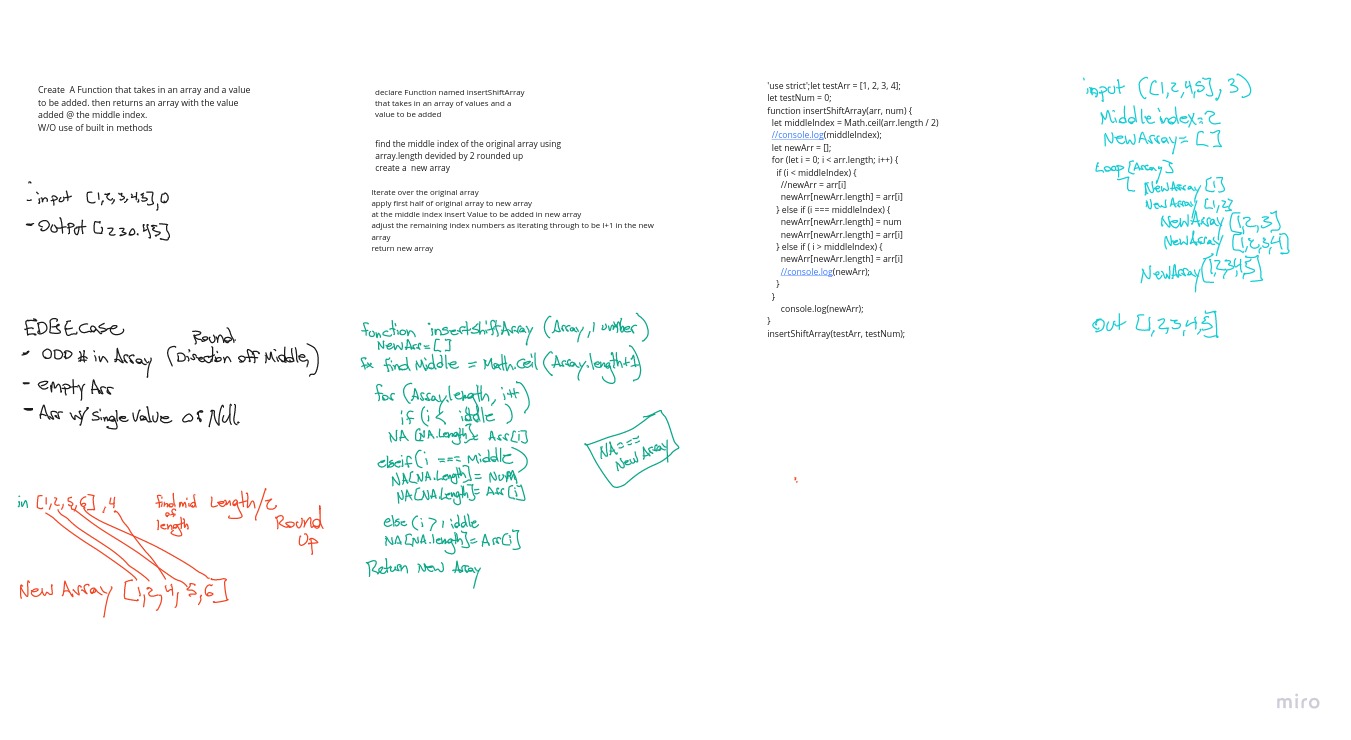 Create  A Function that takes in an array and a value
to be added. then returns an array with the value
added @ the middle index.
W/O use of built in methods
- input [1,2,3,4,5],0
- Output [1,2,3,0,4,5]
EDBE case
- ODD # in Array (Direction off Middle,)
Round
- empty Arr
- Arr w/ single value or Null
in [1,2,5,6] ,4
find mid
of
length
Length/2
Round
Up
New Array [1,2,4,5,6]
declare Function named insertShiftArray
that takes in an array of values and a
value to be added
find the middle index of the original array using
array.length devided by 2 rounded up
create a  new array
Iterate over the original array
apply first half of original array to new array
at the middle index insert Value to be added in new array
adjust the remaining index numbers as iterating through to be I+1 in the new
array
return new array
function insertshiftArray (Array, number)
NewArr=[]
find Middle = Math.ceil (Array.length+1)
for (Array.length, i++)
if (i < iddle )
NA [NA.Length]= Arr[i]
elseif (i === Middle)
NA[NA.Length] = NUM
NA[NA.Length]= Arr[i]
else (i > iddle
NA[NA.length]=Arr[i]
Return New Array
NA===
New Array
'use strict';let testArr = [1, 2, 3, 4];
let testNum = 0;
function insertShiftArray(arr, num) {
let middleIndex = Math.ceil(arr.length / 2)
//console.log(middleIndex);
let newArr = [];
for (let i = 0; i < arr.length; i++) {
if (i < middleIndex) {
//newArr = arr[i]
newArr[newArr.length] = arr[i]
} else if (i === middleIndex) {
newArr[newArr.length] = num
newArr[newArr.length] = arr[i]
} else if ( i > middleIndex) {
newArr[newArr.length] = arr[i]
//console.log(newArr);
}
}
console.log(newArr);
}
insertShiftArray(testArr, testNum);
input ([1,2,4,5], 3)
Middle index=2
NewArray= []
Loop [Array]
NewArray [1]
NewArray [1,2]
NewArray [1,2,3]
NewArray [1,2,3,4]
NewArray [1,2,3,4,5]
Out [1,2,3,4,5]
miro